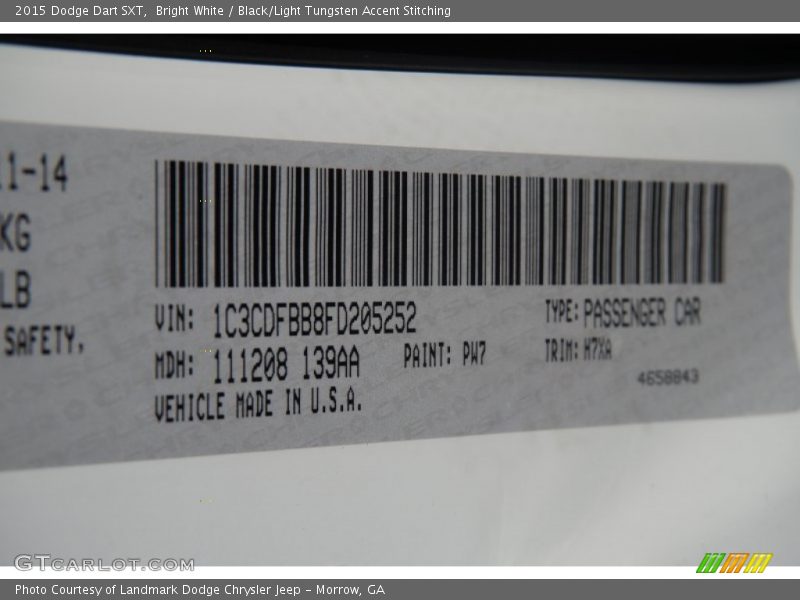 2015 Dodge Dart SXT,  Bright White / Black/Light Tungsten Accent Stitching
11-14
KG
LB
SAFETY,
VIN: 1C3CDFBB8FD205252
TYPE: PASSENGER CAR
MDH: 111208 139AA
PAINT: PW7
TRIM: H7XA
4658843
VEHICLE MADE IN U.S.A.
GTCARLOT.COM
Photo Courtesy of Landmark Dodge Chrysler Jeep - Morrow, GA